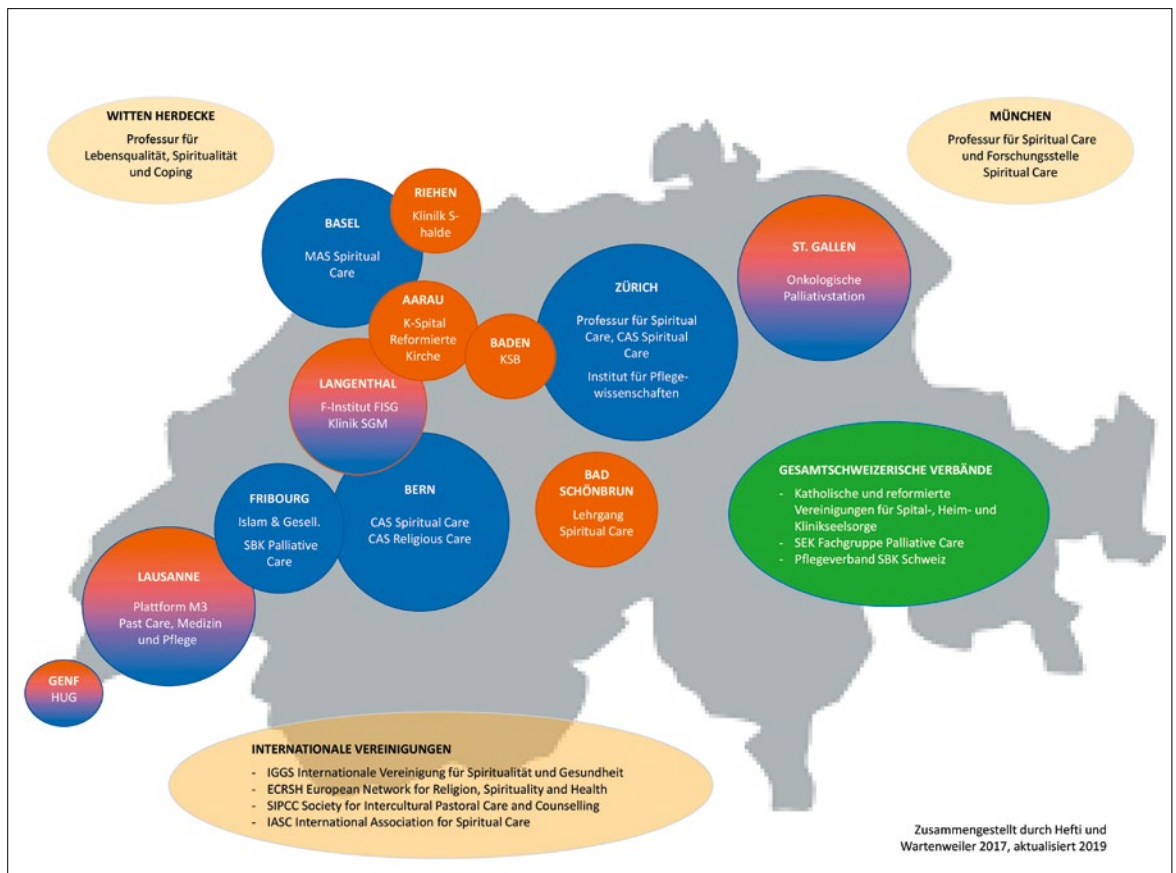 WITTEN HERDECKE
Professur für
Lebensqualität, Spiritualität
und Coping
MÜNCHEN
Professur für Spiritual Care
und Forschungsstelle
Spiritual Care
RIEHEN
Klinilk S-
halde
BASEL
MAS Spiritual
Care
ST. GALLEN
Onkologische
Palliativstation
ZÜRICH
Professur für Spiritual
Care, CAS Spiritual
Care
Institut für Pflege-
wissenschaften
AARAU
K-Spital
Reformierte
Kirche
BADEN
KSB
LANGENTHAL
F-Institut FISG
Klinik SGM
BAD
SCHÖNBRUN
Lehrgang
Spiritual Care
GESAMTSCHWEIZERISCHE VERBÄNDE
- Katholische und reformierte
Vereinigungen für Spital-, Heim- und
Klinikseelsorge
- SEK Fachgruppe Palliative Care
- Pflegeverband SBK Schweiz
FRIBOURG
Islam & Gesell.
SBK Palliative
Care
BERN
CAS Spiritual Care
CAS Religious Care
LAUSANNE
Plattform M3
Past Care, Medizin
und Pflege
GENF
HUG
INTERNATIONALE VEREINIGUNGEN
- IGGS Internationale Vereinigung für Spiritualität und Gesundheit
- ECRSH European Network for Religion, Spirituality and Health
- SIPCC Society for Intercultural Pastoral Care and Counselling
- IASC International Association for Spiritual Care
Zusammengestellt durch Hefti und
Wartenweiler 2017, aktualisiert 2019